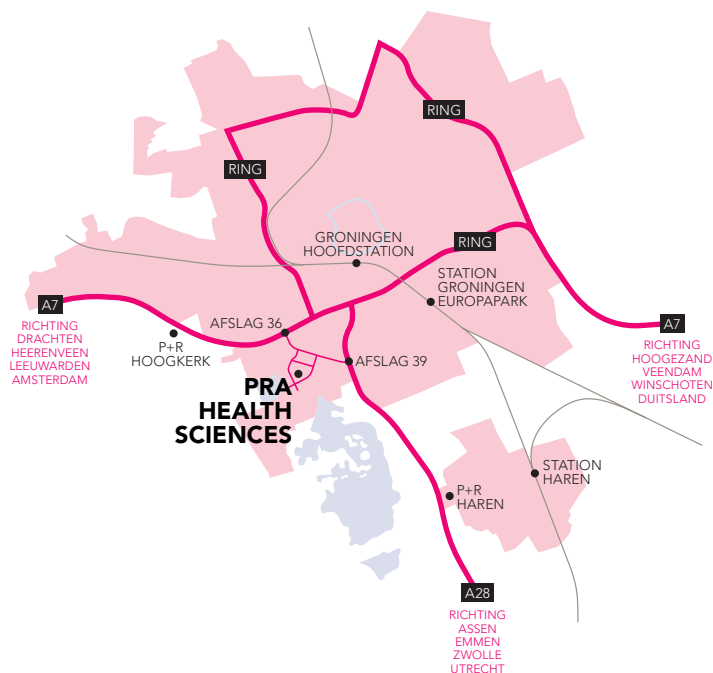 RING
RING
GRONINGEN
HOOFDSTATION
RING
STATION
GRONINGEN
EUROPAPARK
A7
RICHTING
DRACHTEN
HEERENVEEN
LEEUWARDEN
AMSTERDAM
P+R
HOOGKERK
AFSLAG 36
A7
RICHTING
HOOGEZAND
VEENDAM
WINSCHOTEN
DUITSLAND
AFSLAG 39
PRA
HEALTH
SCIENCES
STATION
HAREN
P+R
HAREN
A28
RICHTING
ASSEN
EMMEN
ZWOLLE
UTRECHT